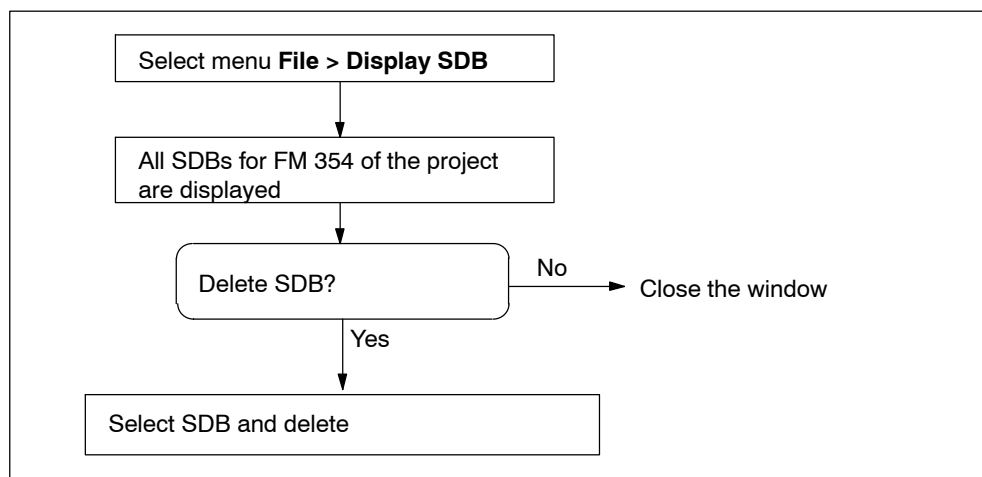 Select menu File > Display SDB
All SDBs for FM 354 of the project
are displayed
Delete SDB?
No
Close the window
Yes
Select SDB and delete